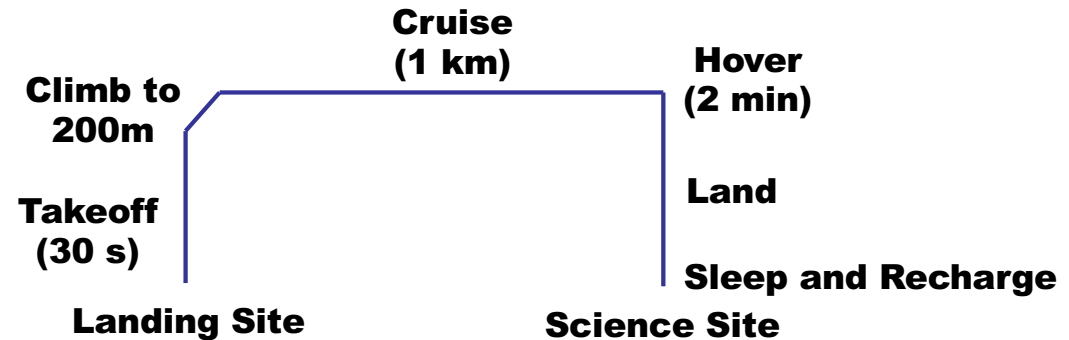 Cruise
(1 km)
Hover
(2 min)
Climb to
200m
Land
Takeoff
(30 s)
Sleep and Recharge
Landing Site
Science Site